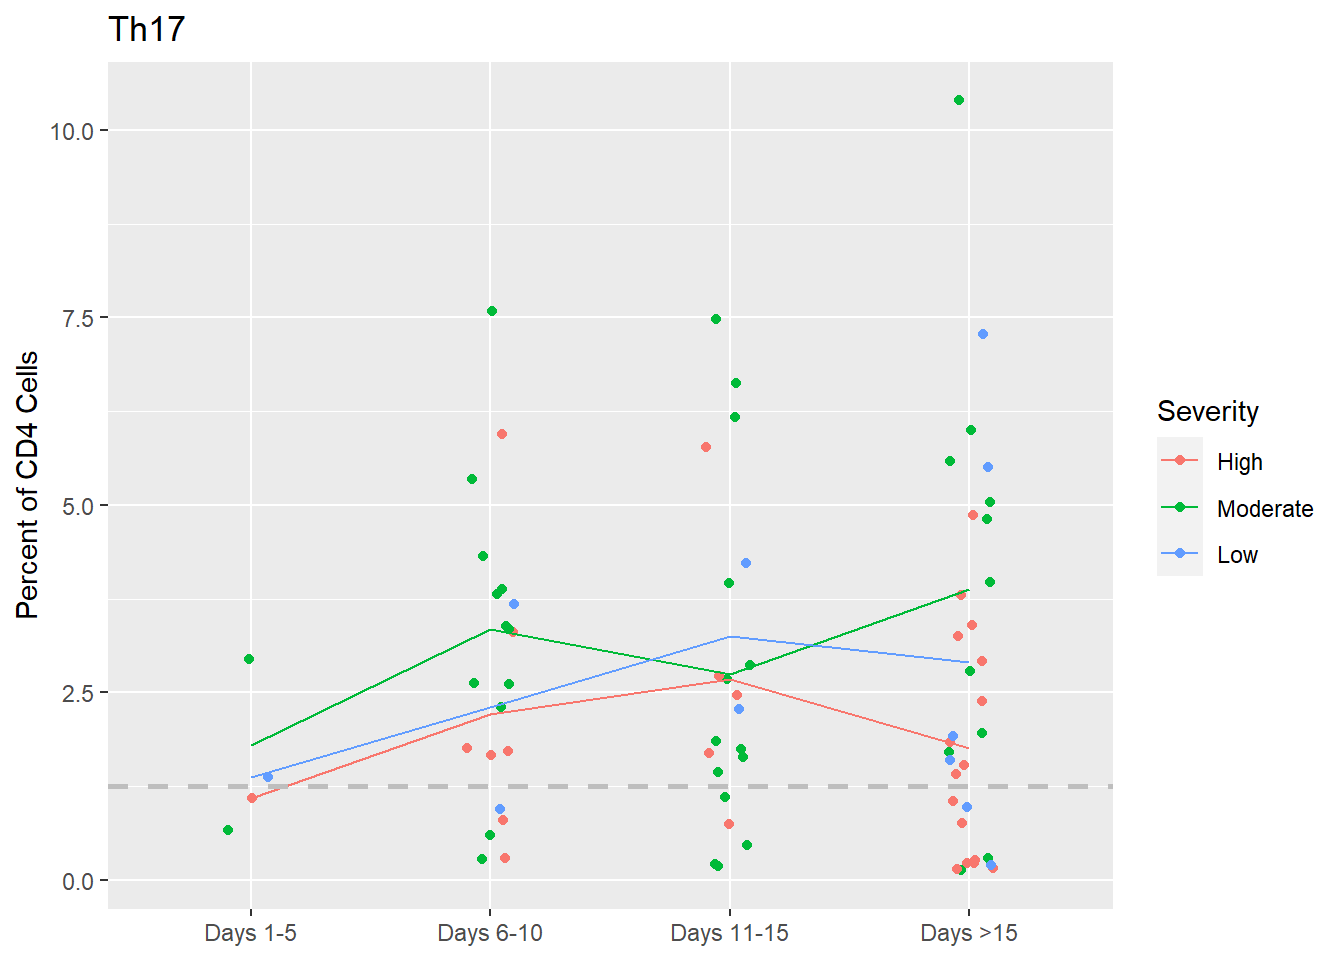 Th17
Percent of CD4 Cells
10.0
7.5
5.0
2.5
0.0
Days 1-5
Days 6-10
Days 11-15
Days >15
Severity
High
Moderate
Low